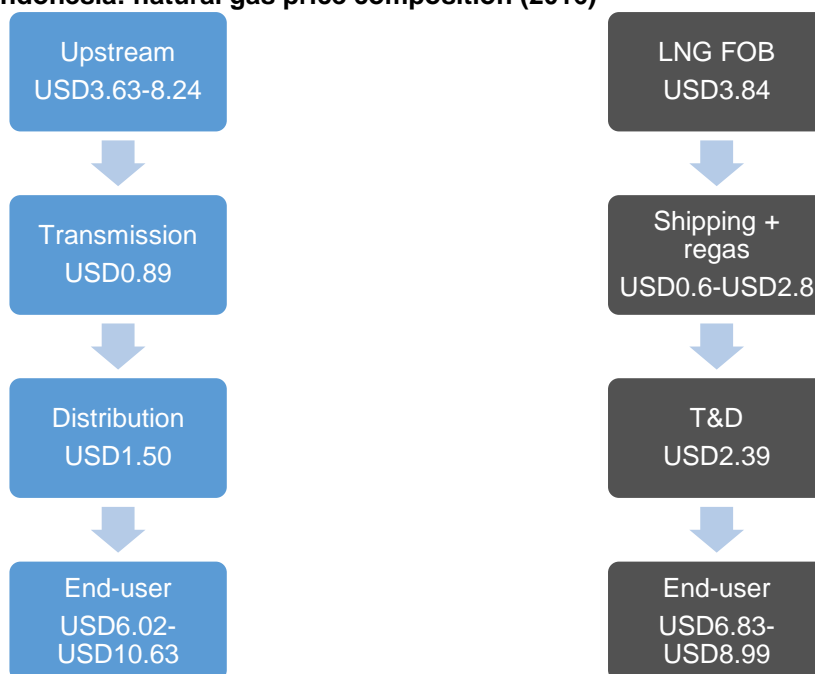 Indonesia: natural gas price composition (2016)
Upstream
USD3.63-8.24
Transmission
USD0.89
Distribution
USD1.50
End-user
USD6.02-
USD10.63
LNG FOB
USD3.84
Shipping +
regas
USD0.6-USD2.8
T&D
USD2.39
End-user
USD6.83-
USD8.99